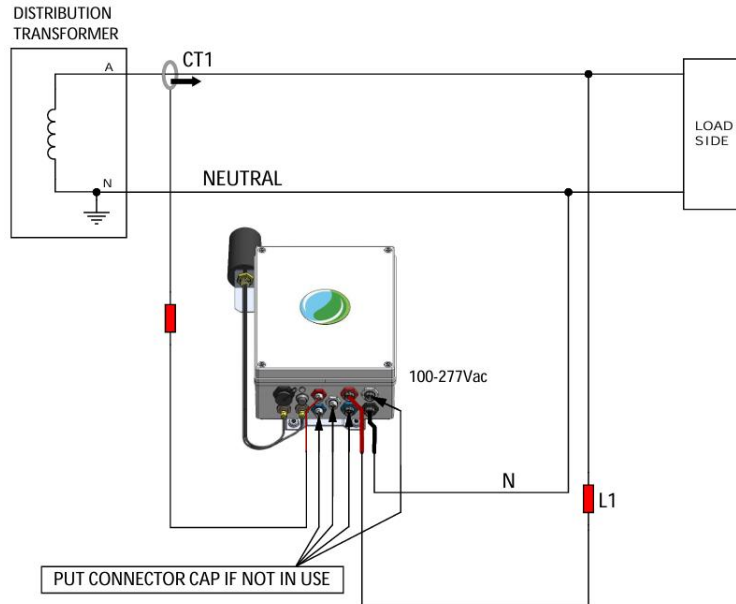 DISTRIBUTION
TRANSFORMER
A
CT1
LOAD
SIDE
N
NEUTRAL
100-277Vac
N
L1
PUT CONNECTOR CAP IF NOT IN USE